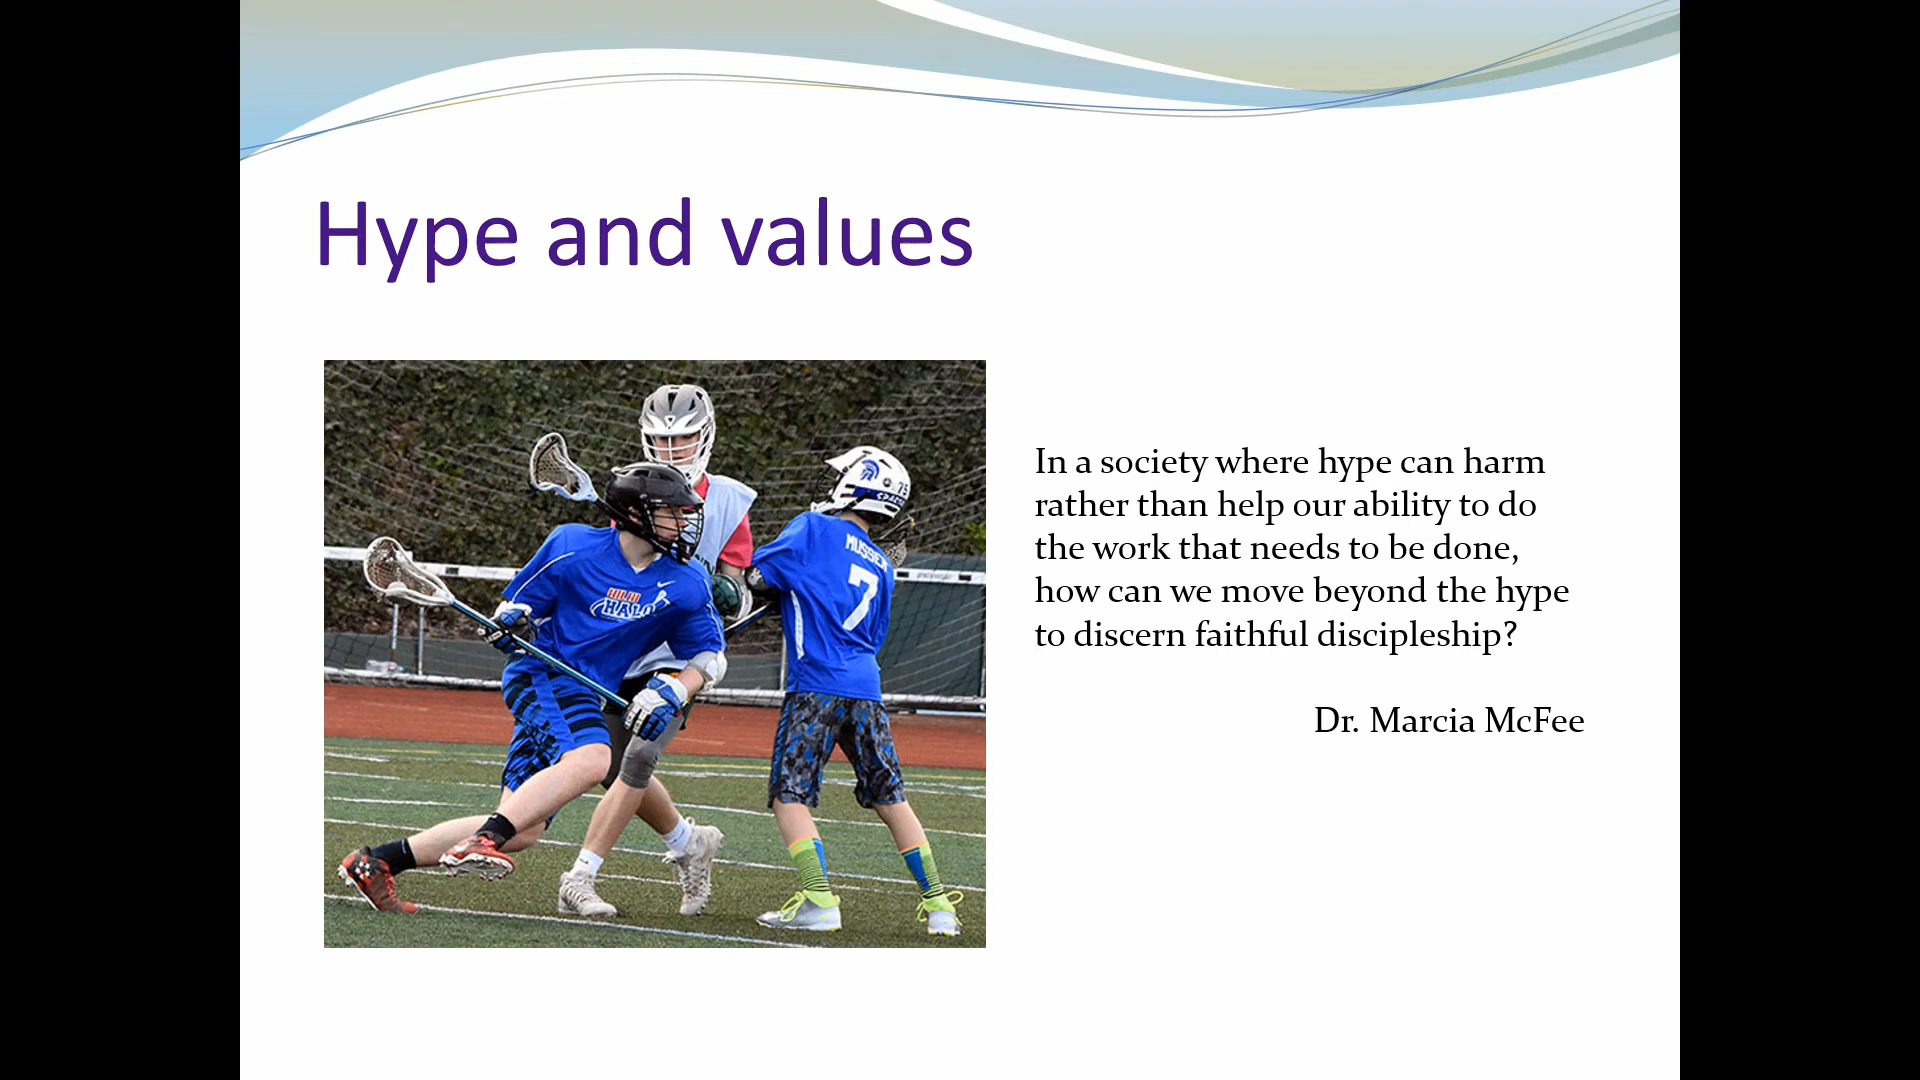 Hype and values
In a society where hype can harm
rather than help our ability to do
the work that needs to be done,
how can we move beyond the hype
to discern faithful discipleship?
Dr. Marcia McFee
75
MUSSER
7
HALO